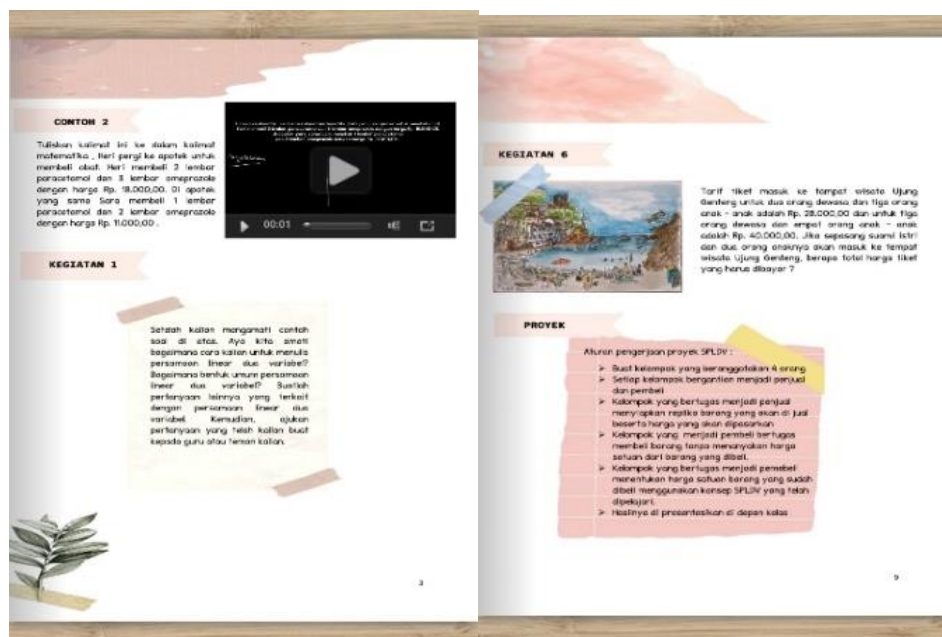 CONTOH 2
Tuliskan kalimat ini ke dalam kalimat
matematika , Heri pergi ke apotek untuk
membeli obat. Heri membeli 2 lembar
paracetamol dan 3 lembar omeprazole
dengan harga Rp. 18.000,00. Di apotek
yang sama Sara membeli 1 lembar
paracetamol dan 2 lembar omeprazole
dengan harga Rp. 11.000,00 .
00:01
KEGIATAN 1
Setelah kalian mengamati contoh
soal di atas. Ayo kita amati
bagaimana cara kalian untuk menulis
persamaan linear dua variabel?
Bagaimana bentuk umum persamaan
linear dua variabel? Buatlah
pertanyaan lainnya yang terkait
dengan persamaan linear dua
variabel. Kemudian, ajukan
pertanyaan yang telah kalian buat
kepada guru atau teman kalian.
3
KEGIATAN 6
Tarif tiket masuk ke tempat wisata Ujung
Genteng untuk dua orang dewasa dan tiga orang
anak - anak adalah Rp. 28.000,00 dan untuk tiga
orang dewasa dan empat orang anak - anak
adalah Rp. 40.000,00. Jika sepasang suami istri
dan dua orang anaknya akan masuk ke tempat
wisata Ujung Genteng, berapa total harga tiket
yang harus dibayar ?
PROYEK
Aturan pengerjaan proyek SPLDV :
➤ Buat kelompok yang beranggotakan 4 orang
➤ Setiap kelompok bergantian menjadi penjual
dan pembeli
➤ Kelompok yang bertugas menjadi penjual
menyiapkan replika barang yang akan di jual
beserta harga yang akan dipasarkan
➤ Kelompok yang menjadi pembeli bertugas
membeli barang tanpa menanyakan harga
satuan dari barang yang dibeli.
➤ Kelompok yang bertugas menjadi pemebeli
menentukan harga satuan barang yang sudah
dibeli menggunakan konsep SPLDV yang telah
dipelajari.
➤ Hasilnya di presentasikan di depan kelas
9